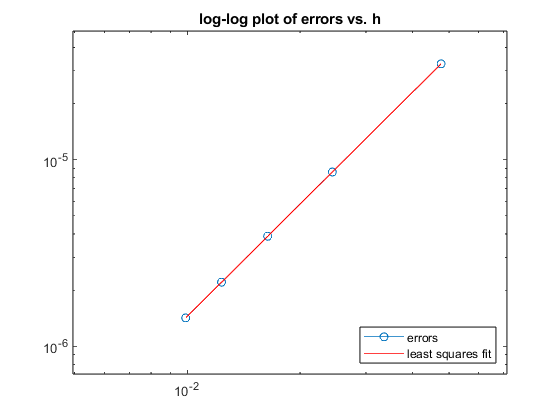 log-log plot of errors vs. h
10^-5
10^-6
10^-2
errors
least squares fit